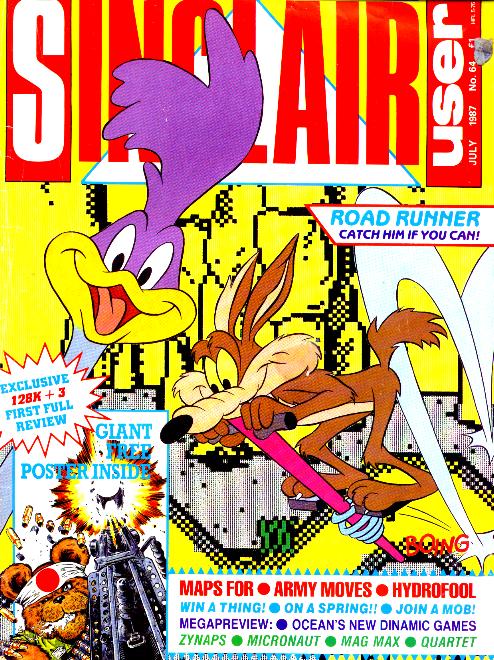 SINCLAIR
user
JULY 1987 No. 64 £1
ROAD RUNNER
CATCH HIM IF YOU CAN!
EXCLUSIVE
128K + 3
FIRST FULL
REVIEW
GIANT
FREE
POSTER INSIDE
BOING
MAPS FOR ● ARMY MOVES ● HYDROFOOL
WIN A THING! ● ON A SPRING!! ● JOIN A MOB!
MEGAPREVIEW: ● OCEAN'S NEW DINAMIC GAMES
ZYNAPS ● MICRONAUT ● MAG MAX ● QUARTET